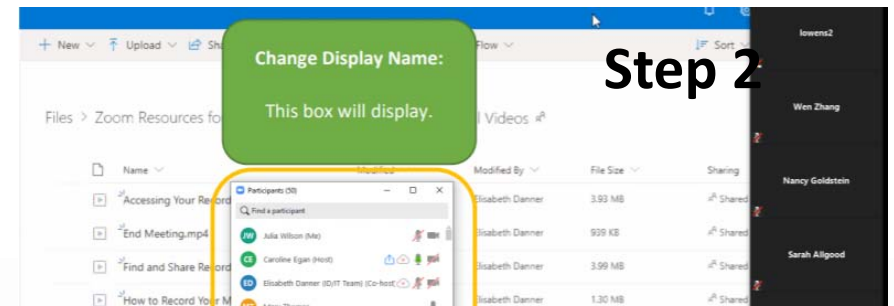 + New
Upload
Sha
Flow
Sort
Change Display Name:
This box will display.
Step 2
Files > Zoom Resources fo
l Videos
Name
Modified By
File Size
Sharing
Accessing Your Record
Elisabeth Danner
3.93 MB
Shared
End Meeting.mp4
Elisabeth Danner
939 KB
Shared
Find and Share Record
Elisabeth Danner
3.99 MB
Shared
How to Record Your M
Elisabeth Danner
1.30 MB
Shared
Participants (50)
Find a participant
JW Julia Wilson (Me)
CE Caroline Egan (Host)
ED Elisabeth Danner (ID/IT Team) (Co-host)
lowens2
Wen Zhang
Nancy Goldstein
Sarah Allgood